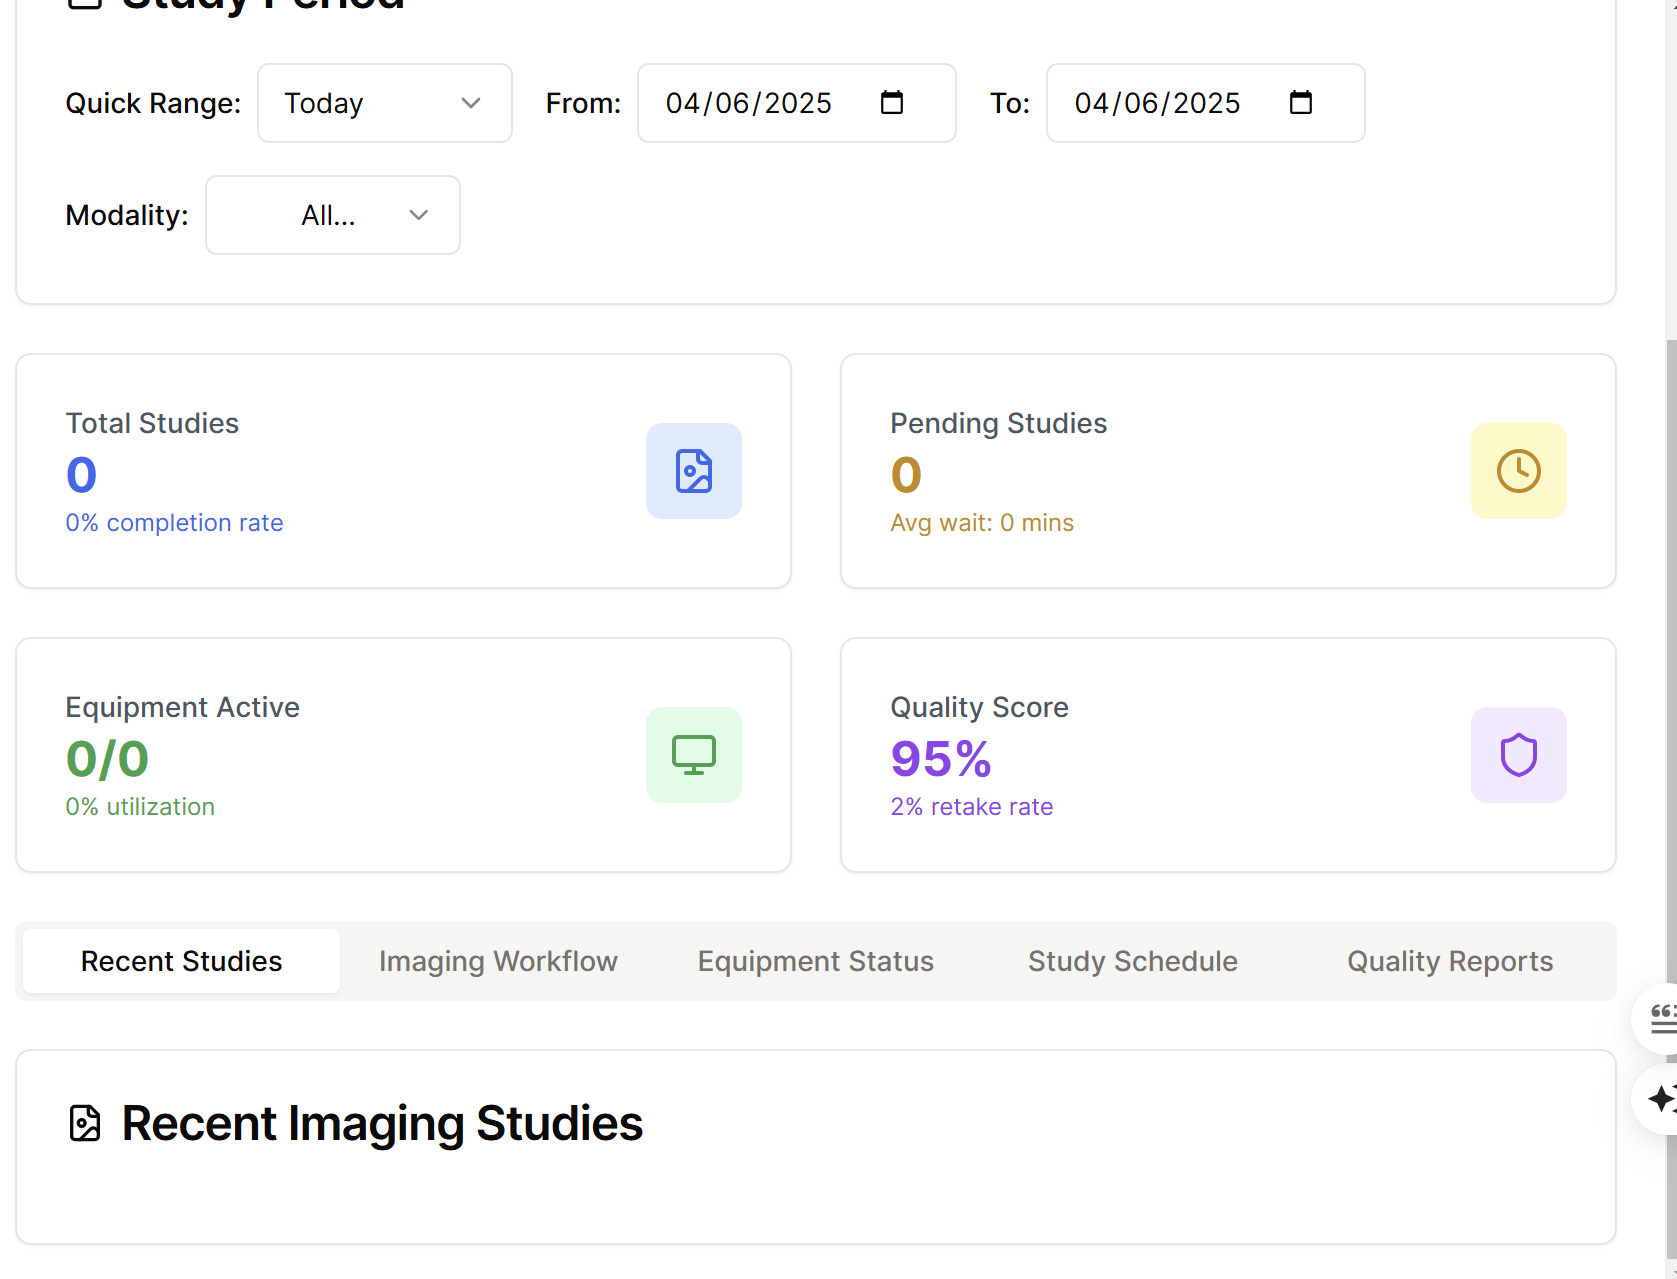 Study Period
Quick Range: Today From: 04/06/2025 To: 04/06/2025
Modality: All...
Total Studies
0
0% completion rate
Pending Studies
0
Avg wait: 0 mins
Equipment Active
0/0
0% utilization
Quality Score
95%
2% retake rate
Recent Studies Imaging Workflow Equipment Status Study Schedule Quality Reports
Recent Imaging Studies